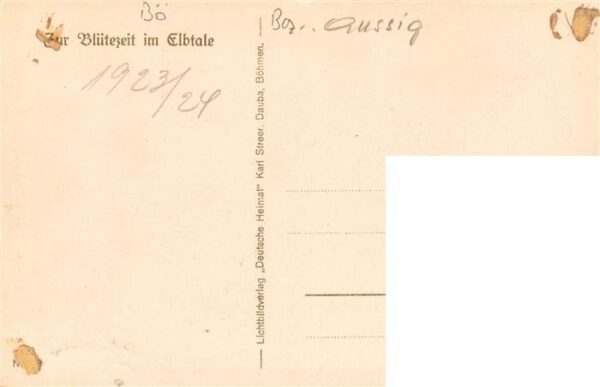 Bö
Bez. Aussig
Zur Blütezeit im Elbtale
1923/24
Lichtbildverlag „Deutsche Heimat" Karl Streer, Dauba, Böhmen.